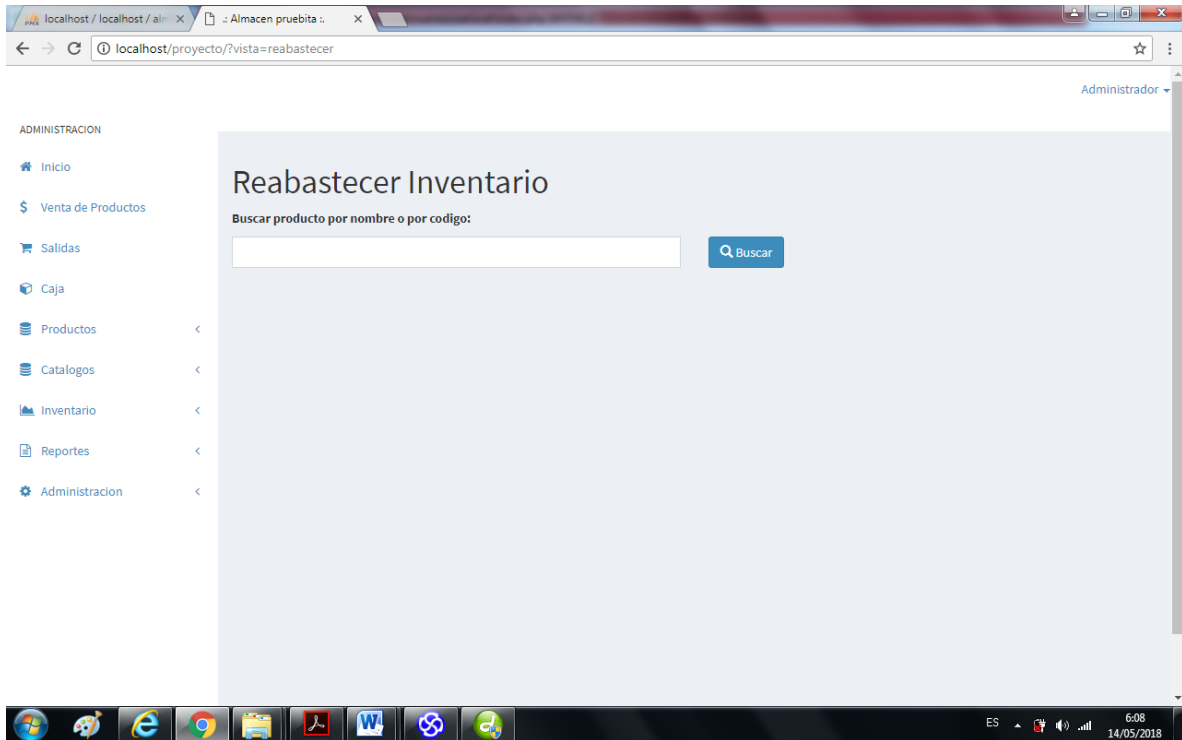 localhost / localhost / alm
.: Almacen pruebita :.
localhost/proyecto/?vista=reabastecer
Administrador
ADMINISTRACION
Inicio
Venta de Productos
Salidas
Caja
Productos
Catalogos
Inventario
Reportes
Administracion
Reabastecer Inventario
Buscar producto por nombre o por codigo:
Buscar
ES
6:08
14/05/2018